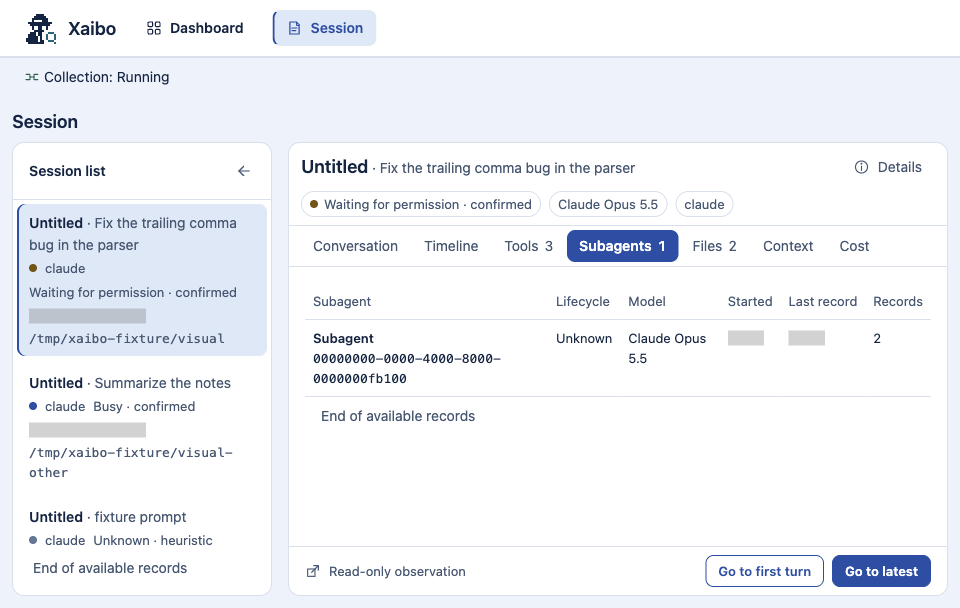 Xaibo
Dashboard
Session
Collection: Running
Session
Session list
Untitled · Fix the trailing comma
bug in the parser
claude
Waiting for permission · confirmed
/tmp/xaibo-fixture/visual
Untitled · Summarize the notes
claude Busy · confirmed
/tmp/xaibo-fixture/visual-
other
Untitled · fixture prompt
claude Unknown · heuristic
End of available records
Untitled · Fix the trailing comma bug in the parser
Details
Waiting for permission · confirmed
Claude Opus 5.5
claude
Conversation Timeline Tools 3 Subagents 1 Files 2 Context Cost
Subagent Lifecycle Model Started Last record Records
Subagent Unknown Claude Opus 2
00000000-0000-4000-8000- 5.5
0000000fb100
End of available records
Read-only observation
Go to first turn
Go to latest